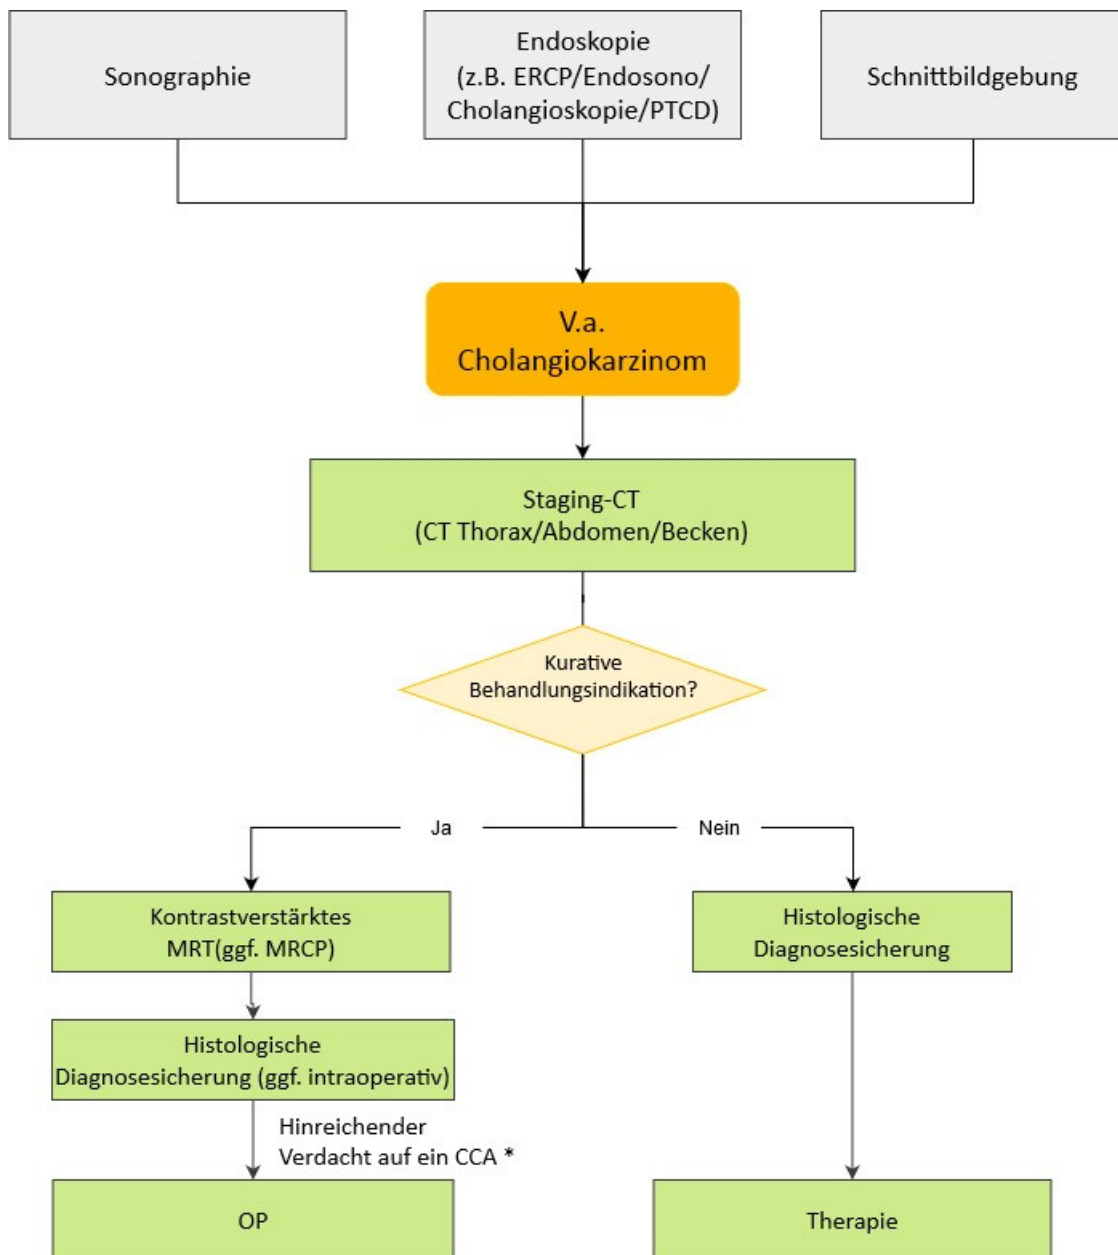 Sonographie
Endoskopie
(z.B. ERCP/Endosono/
Cholangioskopie/PTCD)
Schnittbildgebung
V.a.
Cholangiokarzinom
Staging-CT
(CT Thorax/Abdomen/Becken)
Kurative
Behandlungsindikation?
Ja
Nein
Kontrastverstärktes
MRT(ggf. MRCP)
Histologische
Diagnosesicherung
Histologische
Diagnosesicherung (ggf. intraoperativ)
Hinreichender
Verdacht auf ein CCA *
OP
Therapie